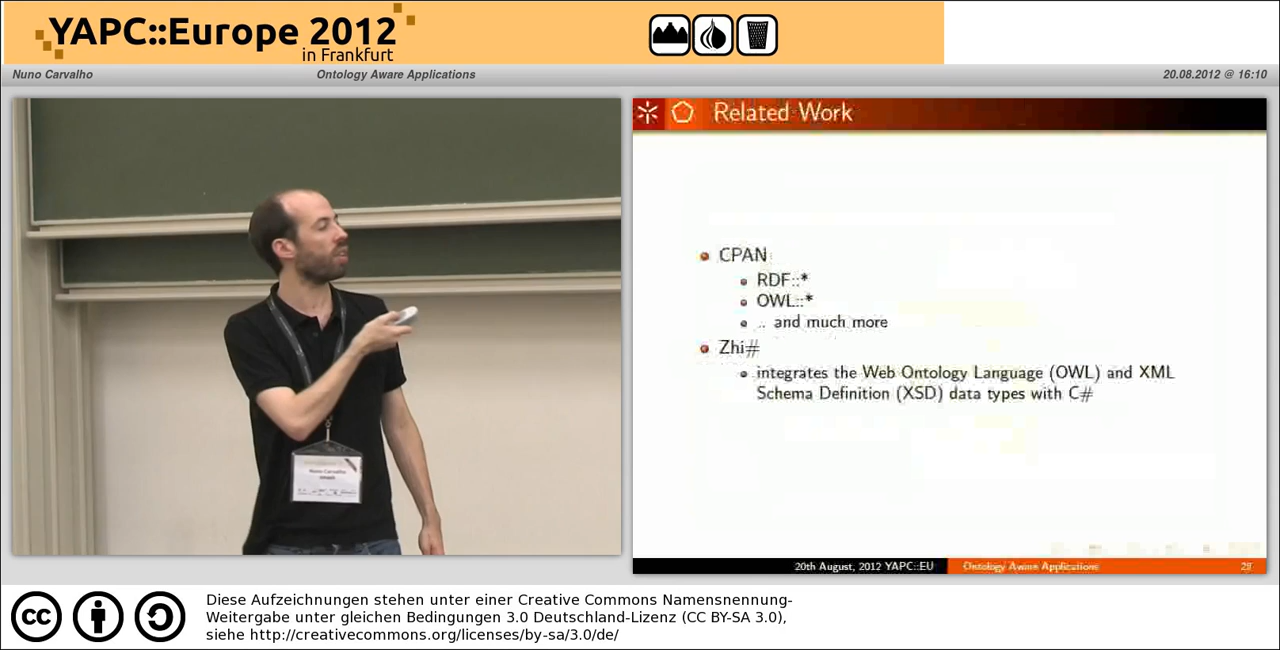 YAPC::Europe 2012
in Frankfurt
Nuno Carvalho
Ontology Aware Applications
20.08.2012 @ 16:10
Related Work
CPAN
RDF::*
OWL::*
.. and much more
Zhi#
integrates the Web Ontology Language (OWL) and XML
Schema Definition (XSD) data types with C#
Nuno Carvalho
20th August, 2012 YAPC::EU
Ontology Aware Applications
cc
Diese Aufzeichnungen stehen unter einer Creative Commons Namensnennung-
Weitergabe unter gleichen Bedingungen 3.0 Deutschland-Lizenz (CC BY-SA 3.0),
siehe http://creativecommons.org/licenses/by-sa/3.0/de/